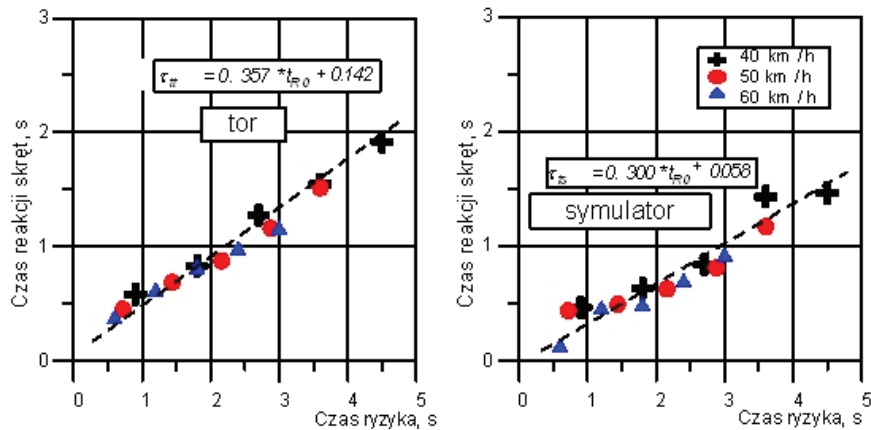 3
2
1
0
τ_tt = 0. 357 *t_R0 + 0.142
tor
Czas reakcji skręt, s
0 1 2 3 4 5
Czas ryzyka, s
3
2
1
0
40 km /h
50 km /h
60 km /h
τ_ts = 0. 300 *t_R0 + 0.058
symulator
Czas reakcji skręt, s
0 1 2 3 4 5
Czas ryzyka, s